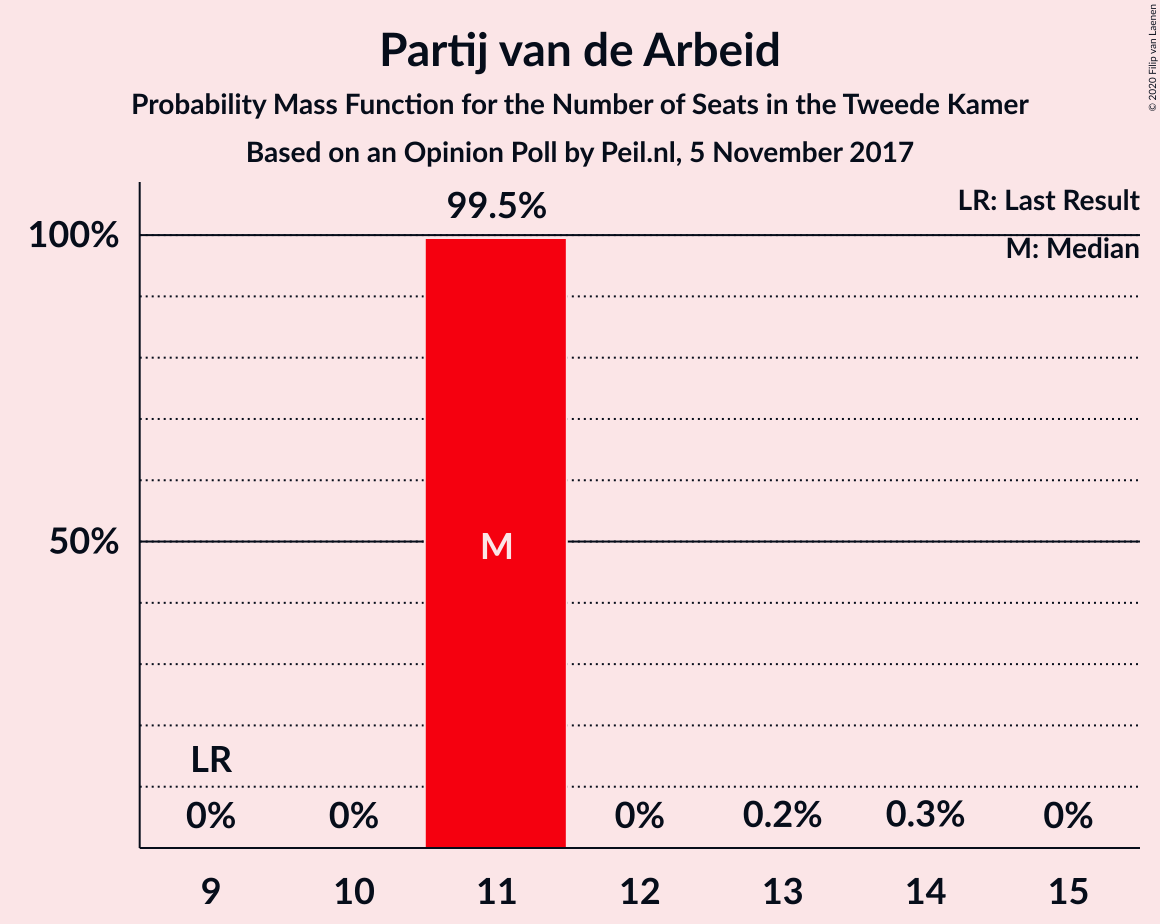 Partij van de Arbeid
Probability Mass Function for the Number of Seats in the Tweede Kamer
Based on an Opinion Poll by Peil.nl, 5 November 2017
© 2020 Filip van Laenen
LR: Last Result
M: Median
99.5%
100%
50%
M
LR
0%
0%
0%
0.2%
0.3%
0%
9
10
11
12
13
14
15